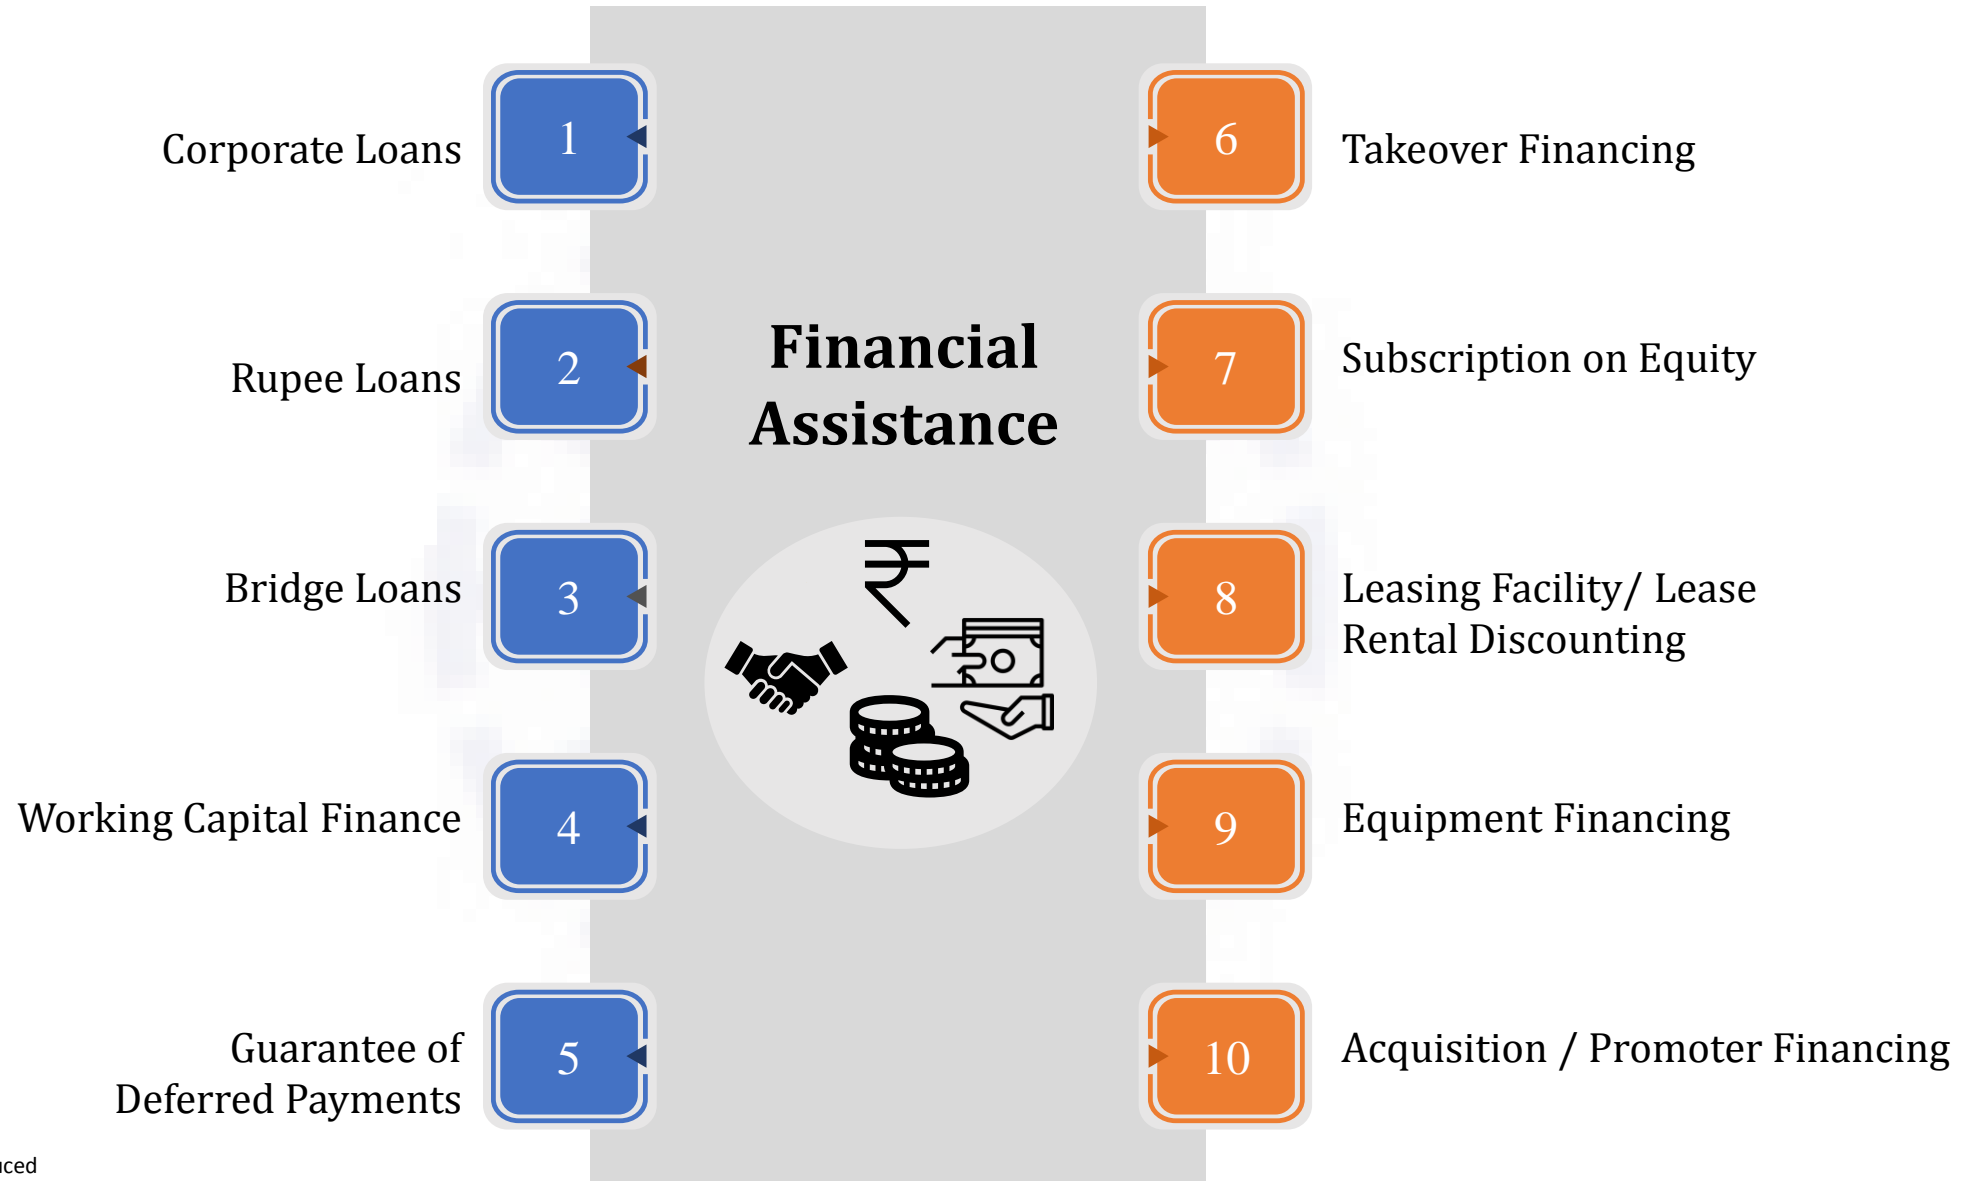 Corporate Loans
1
Rupee Loans
2
Bridge Loans
3
Working Capital Finance
4
Guarantee of
Deferred Payments
5
Financial
Assistance
₹
6
Takeover Financing
7
Subscription on Equity
8
Leasing Facility/ Lease
Rental Discounting
9
Equipment Financing
10
Acquisition / Promoter Financing